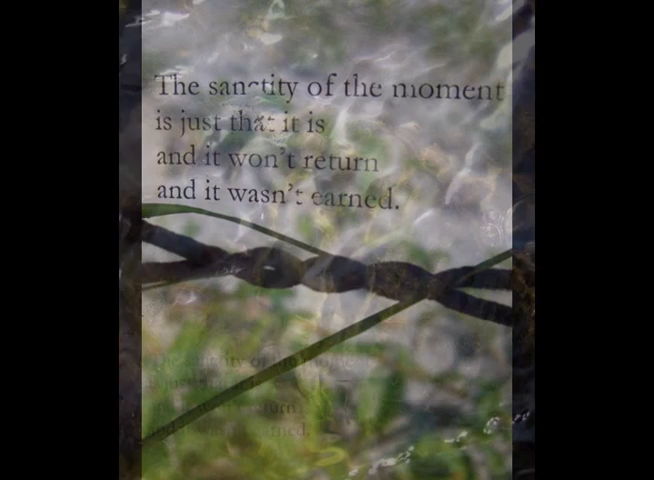 The sanctity of the moment
is just that it is
and it won't return
and it wasn't earned.